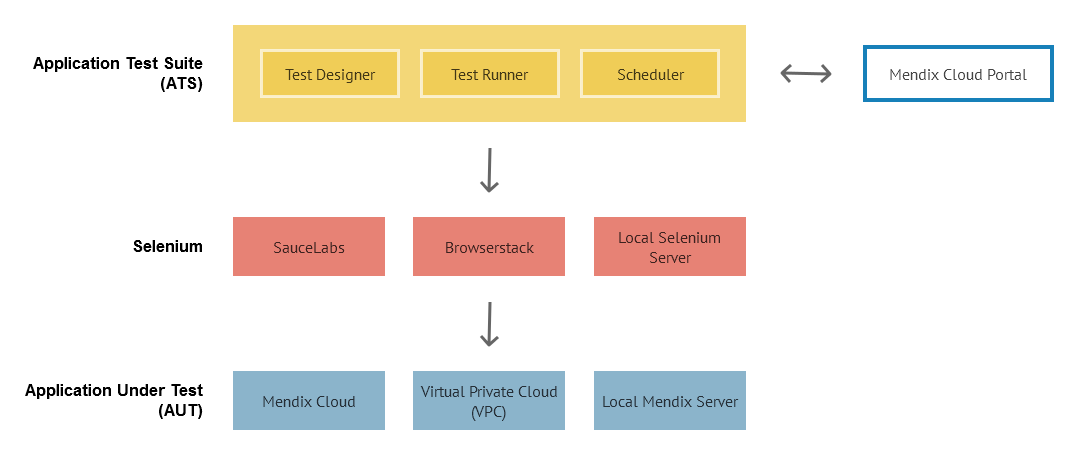 Application Test Suite
(ATS)
Test Designer
Test Runner
Scheduler
Mendix Cloud Portal
Selenium
SauceLabs
Browserstack
Local Selenium
Server
Application Under Test
(AUT)
Mendix Cloud
Virtual Private Cloud
(VPC)
Local Mendix Server